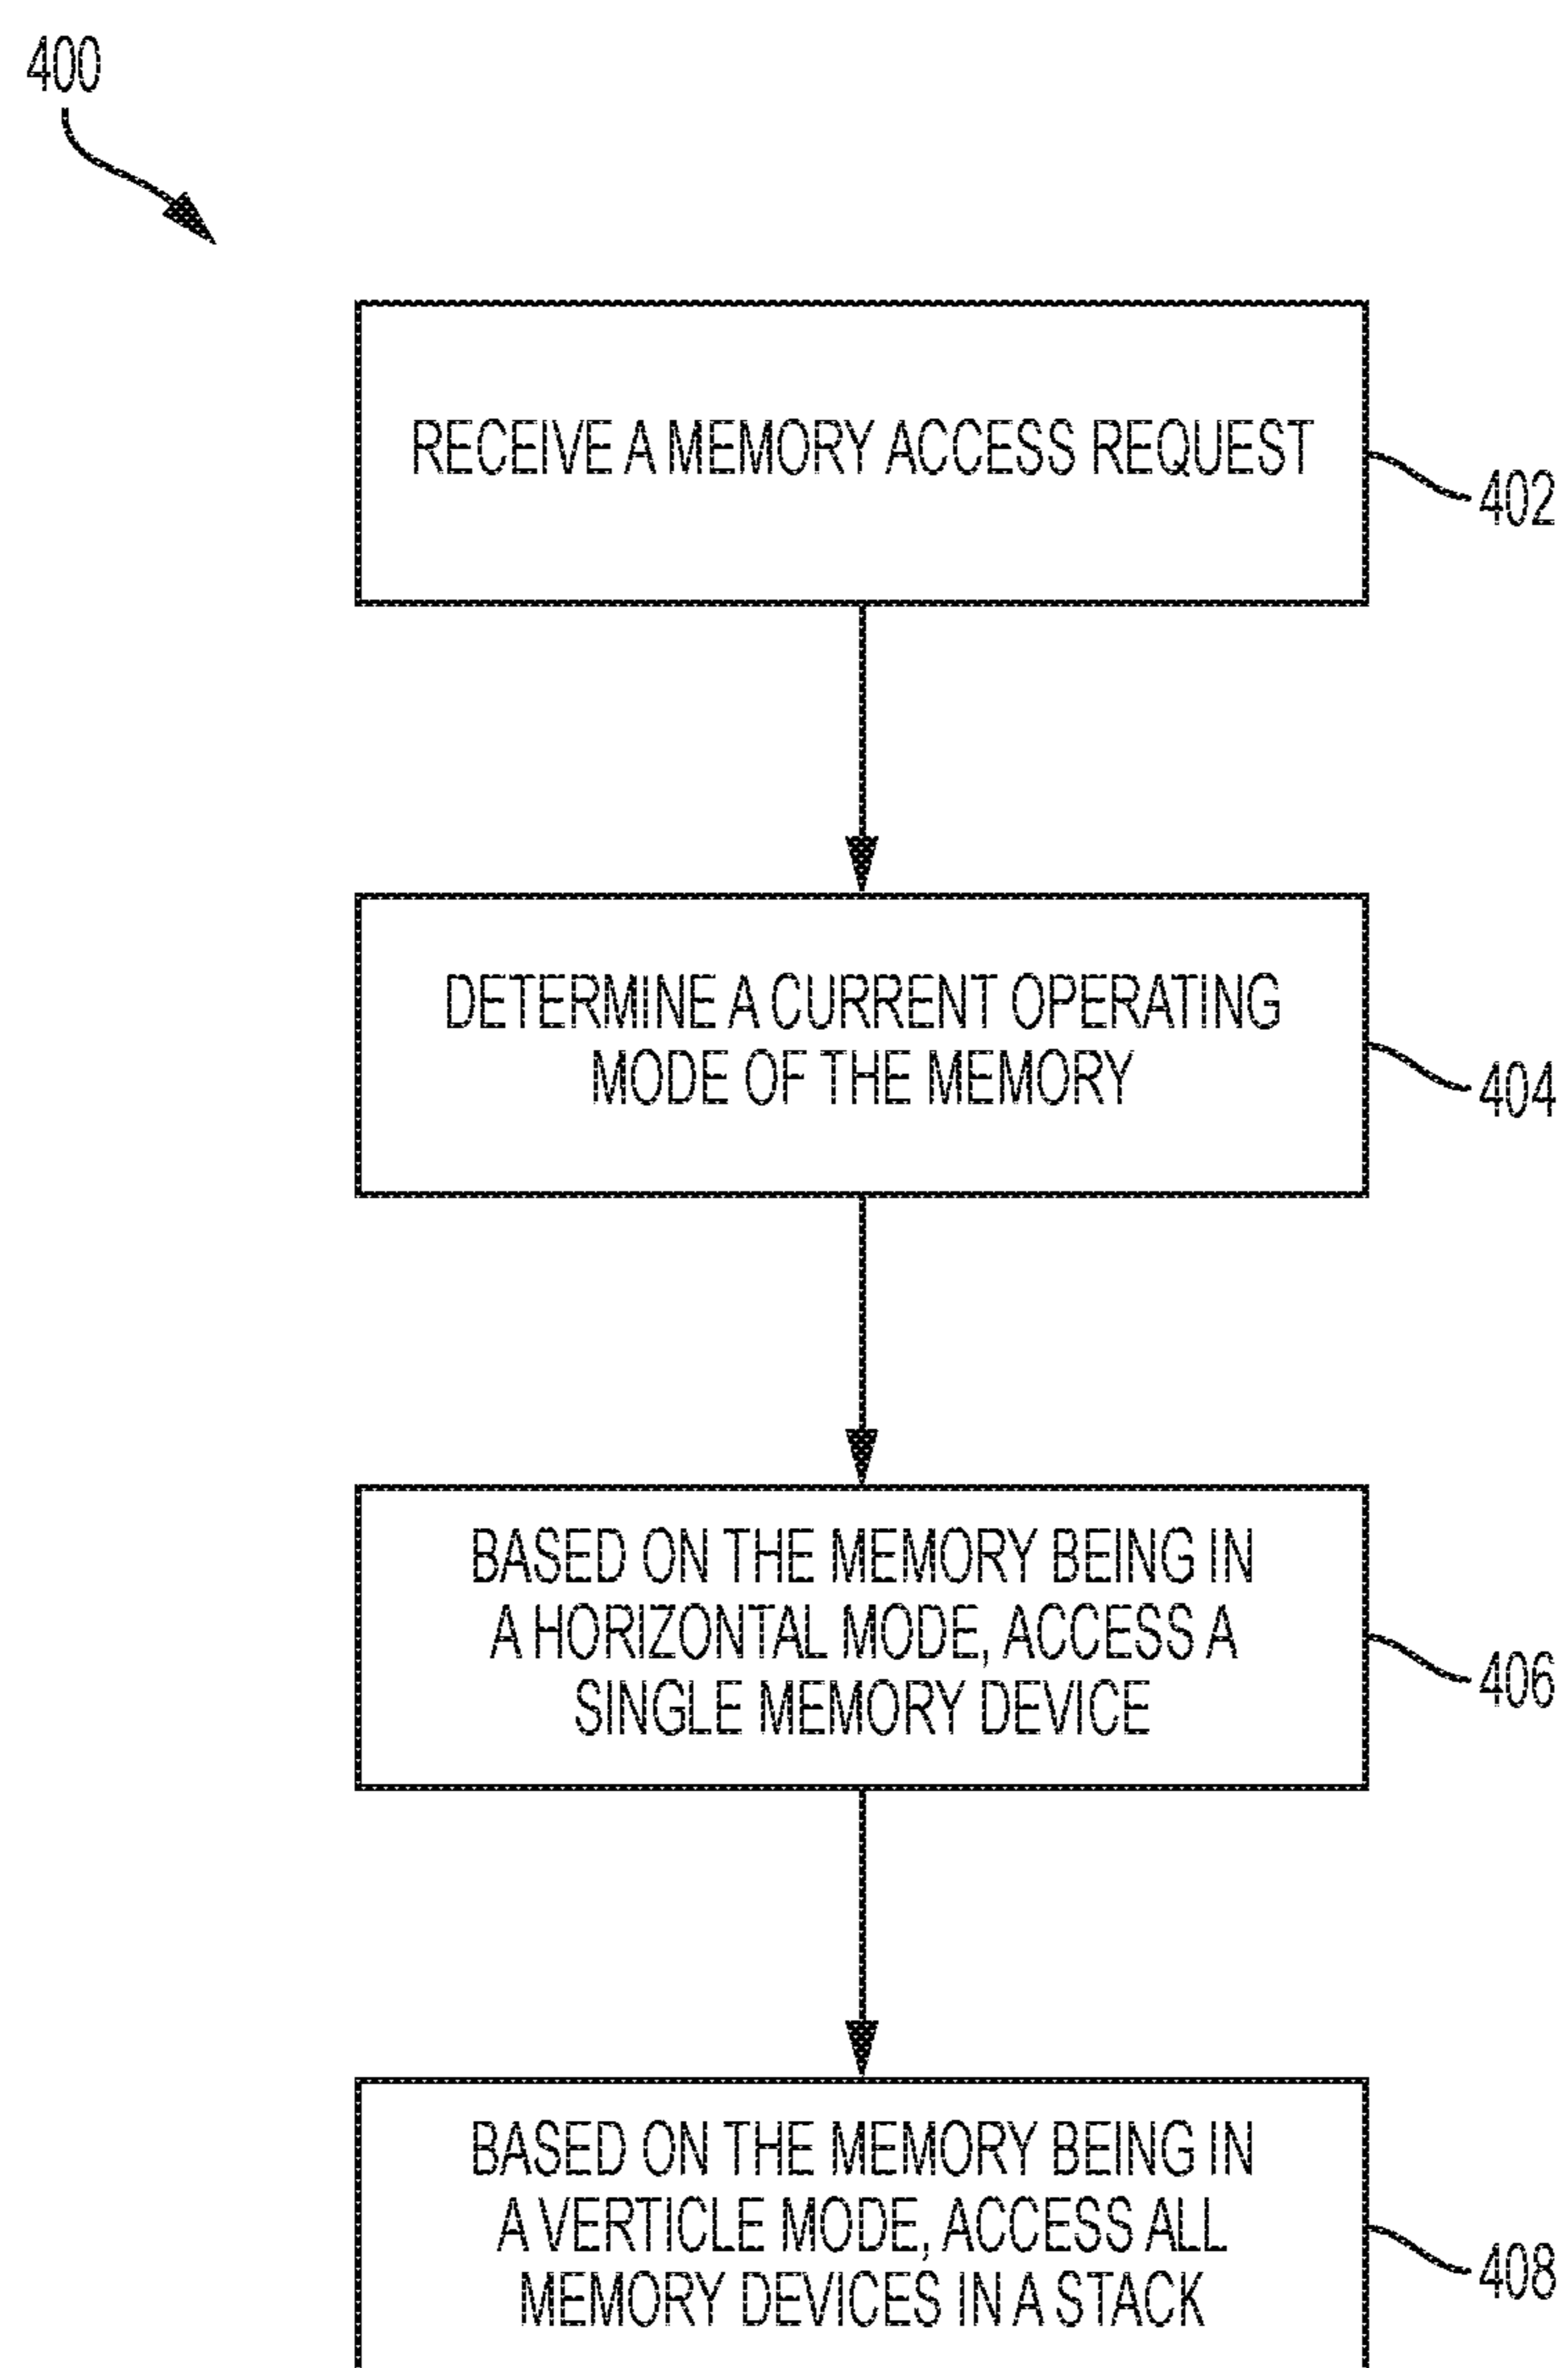 400
RECEIVE A MEMORY ACCESS REQUEST
402
DETERMINE A CURRENT OPERATING
MODE OF THE MEMORY
404
BASED ON THE MEMORY BEING IN
A HORIZONTAL MODE, ACCESS A
SINGLE MEMORY DEVICE
406
BASED ON THE MEMORY BEING IN
A VERTICLE MODE, ACCESS ALL
MEMORY DEVICES IN A STACK
408